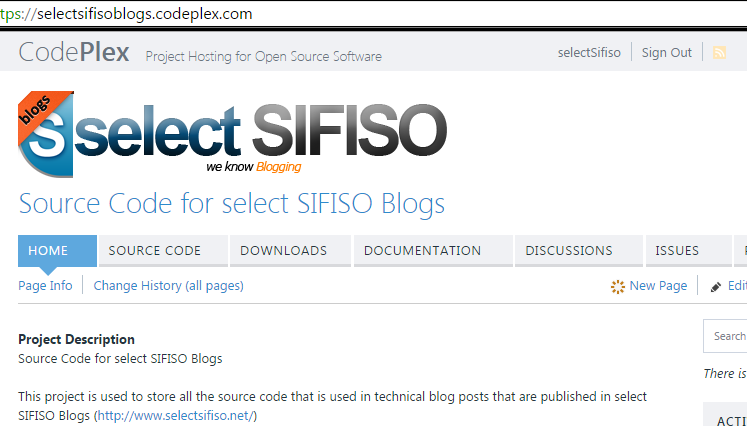 tps://selectsifisoblogs.codeplex.com
CodePlex Project Hosting for Open Source Software
selectSifiso Sign Out
blogs
S select SIFISO
we know Blogging
Source Code for select SIFISO Blogs
HOME SOURCE CODE DOWNLOADS DOCUMENTATION DISCUSSIONS ISSUES
Page Info Change History (all pages) New Page Edi
Project Description
Source Code for select SIFISO Blogs
Search
This project is used to store all the source code that is used in technical blog posts that are published in select
SIFISO Blogs (http://www.selectsifiso.net/)
There is
ACTI